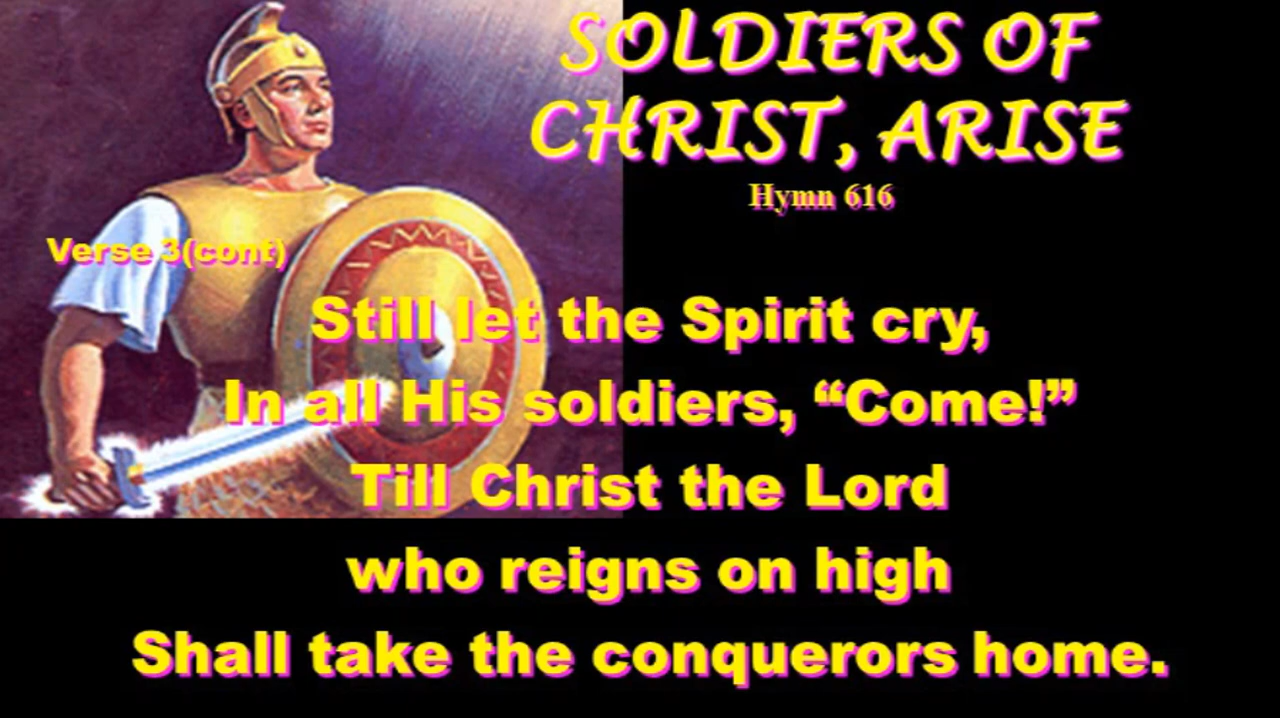 SOLDIERS OF
CHRIST, ARISE
Hymn 616
Verse 3(cont)
Still let the Spirit cry,
In all His soldiers, “Come!”
Till Christ the Lord
who reigns on high
Shall take the conquerors home.